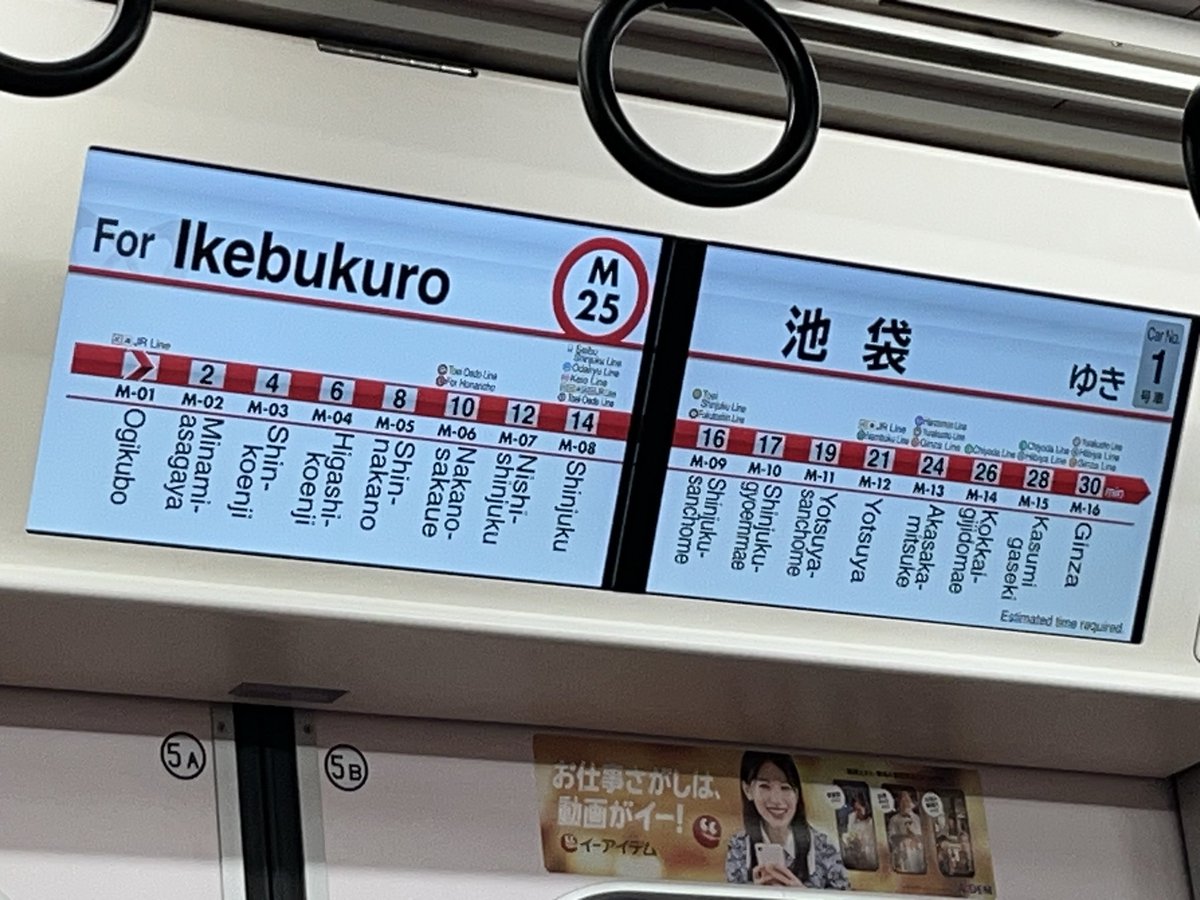 For Ikebukuro
M
25
池袋
ゆき
Car No.
1
号車
JR Line
Toei Oedo Line
For Honancho
Seibu
Shinjuku Line
Odakyu Line
Keio Line
Toei Oedo Line
Toei
Shinjuku Line
Fukutoshin Line
JR Line
Namboku Line
Hanzomon Line
Yurakucho Line
Ginza Line
Chiyoda Line
Chiyoda Line
Hibiya Line
Yurakucho Line
Hibiya Line
Ginza Line
2 4 6 8 10 12 14 16 17 19 21 24 26 28 30 min
M-01 M-02 M-03 M-04 M-05 M-06 M-07 M-08 M-09 M-10 M-11 M-12 M-13 M-14 M-15 M-16
Ogikubo
Minami-
asagaya
Shin-
koenji
Higashi-
koenji
Shin-
nakano
Nakano-
sakaue
Nishi-
shinjuku
Shinjuku
Shinjuku-
sanchome
Shinjuku-
gyoemmae
Yotsuya-
sanchome
Yotsuya
Akasaka-
mitsuke
Kokkai-
gijidomae
Kasumi
gaseki
Ginza
Estimated time required.
5A
5B
お仕事さがしは、
動画がイー!
イーアイデム